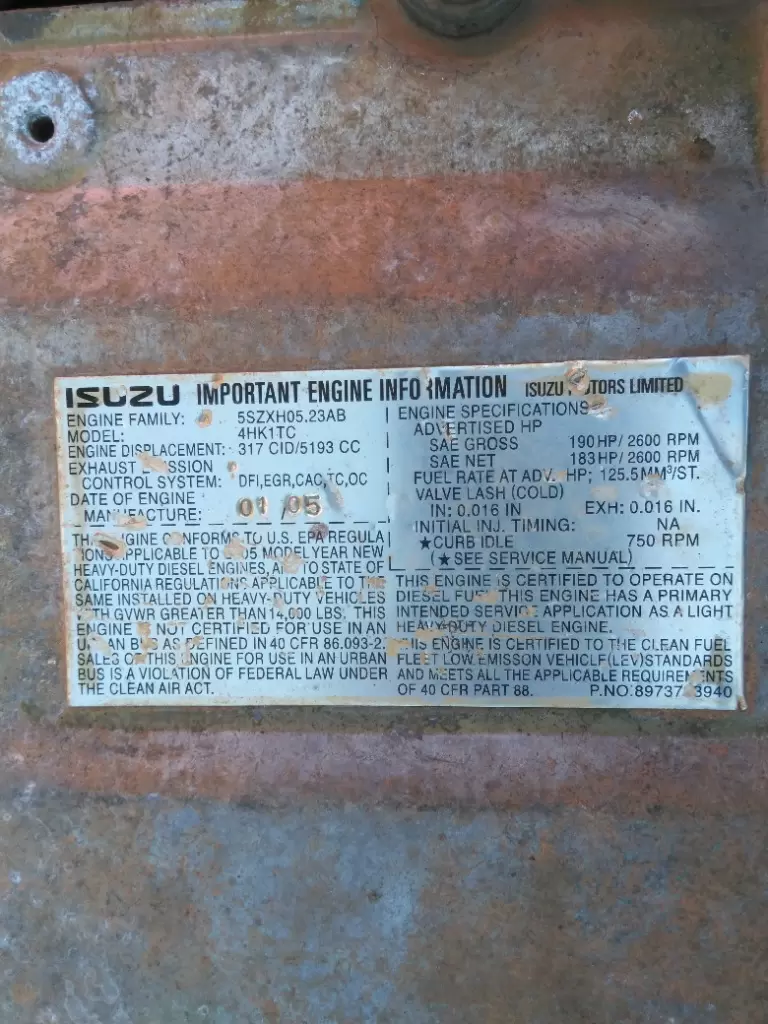 ISUZU IMPORTANT ENGINE INFORMATION ISUZU MOTORS LIMITED
ENGINE FAMILY: 5SZXH05.23AB
MODEL: 4HK1TC
ENGINE DISPLACEMENT: 317 CID/5193 CC
EXHAUST EMISSION
CONTROL SYSTEM: DFI,EGR,CAC,TC,OC
DATE OF ENGINE
MANUFACTURE: 01 05
THIS ENGINE CONFORMS TO U.S. EPA REGULA
IONS APPLICABLE TO 2005 MODEL YEAR NEW
HEAVY-DUTY DIESEL ENGINES, AND TO STATE OF
CALIFORNIA REGULATIONS APPLICABLE TO THE
SAME INSTALLED ON HEAVY-DUTY VEHICLES
WITH GVWR GREATER THAN 14,000 LBS. THIS
ENGINE IS NOT CERTIFIED FOR USE IN AN
URBAN BUS AS DEFINED IN 40 CFR 86.093-2.
SALES OF THIS ENGINE FOR USE IN AN URBAN
BUS IS A VIOLATION OF FEDERAL LAW UNDER
THE CLEAN AIR ACT.
ENGINE SPECIFICATIONS
ADVERTISED HP
SAE GROSS 190 HP/ 2600 RPM
SAE NET 183 HP/ 2600 RPM
FUEL RATE AT ADV. HP; 125.5 MM³/ST.
VALVE LASH (COLD)
IN: 0.016 IN EXH: 0.016 IN.
INITIAL INJ. TIMING: NA
★CURB IDLE 750 RPM
(★SEE SERVICE MANUAL)
THIS ENGINE IS CERTIFIED TO OPERATE ON
DIESEL FUEL. THIS ENGINE HAS A PRIMARY
INTENDED SERVICE APPLICATION AS A LIGHT
HEAVY-DUTY DIESEL ENGINE.
THIS ENGINE IS CERTIFIED TO THE CLEAN FUEL
FLEET LOW EMISSON VEHICLE(LEV)STANDARDS
AND MEETS ALL THE APPLICABLE REQUIREMENTS
OF 40 CFR PART 88. P.NO.